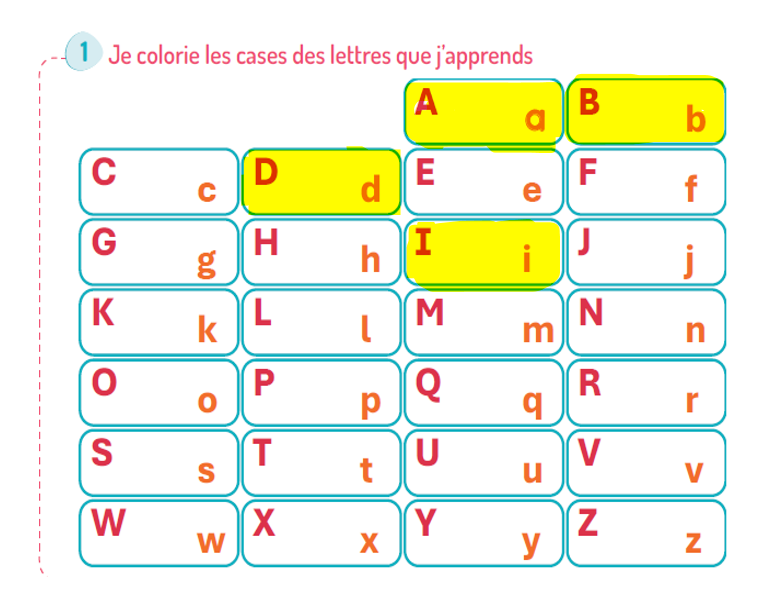 1 Je colorie les cases des lettres que j'apprends
A a B b
C c D d E e F f
G g H h I i J j
K k L l M m N n
O o P p Q q R r
S s T t U u V v
W w X x Y y Z z